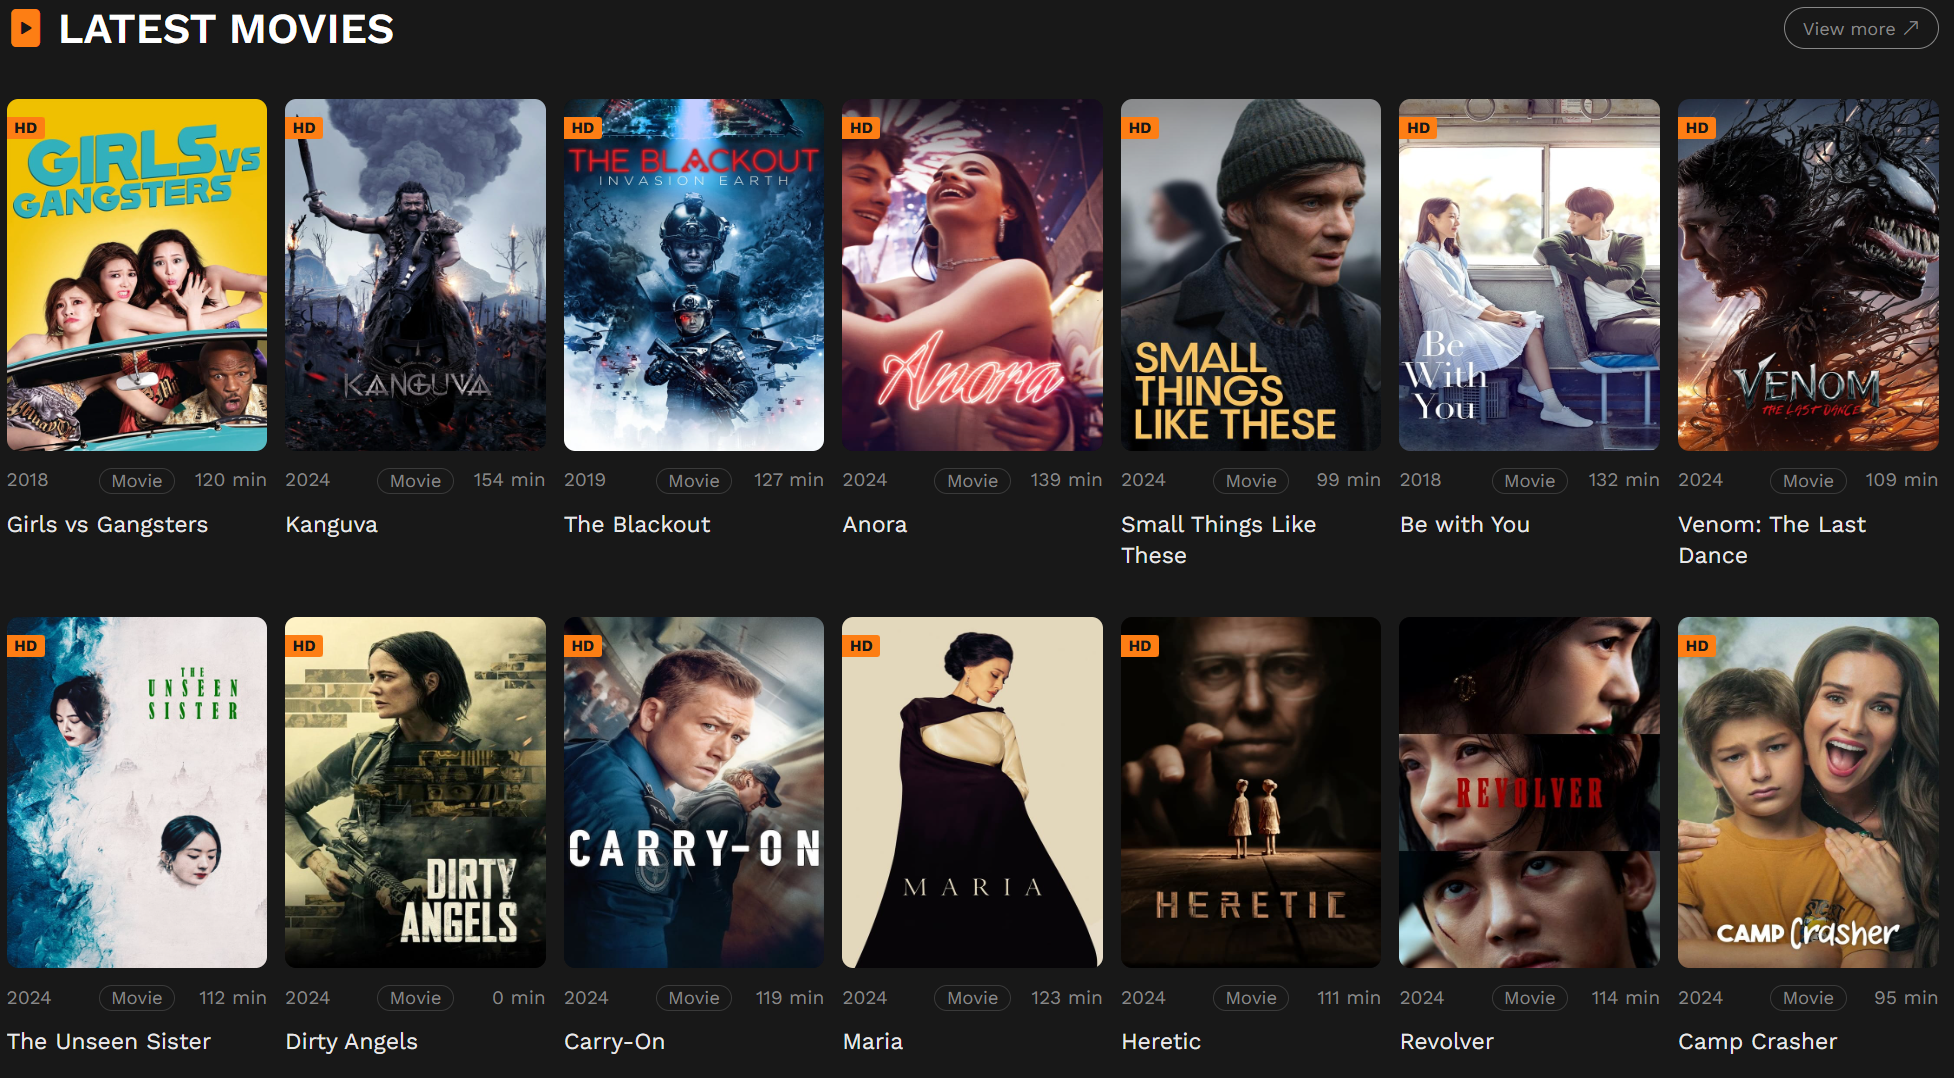 LATEST MOVIES
View more
HD
GIRLS VS
GANGSTERS
2018 Movie 120 min
Girls vs Gangsters
HD
KANGUVA
2024 Movie 154 min
Kanguva
HD
THE BLACKOUT
INVASION EARTH
2019 Movie 127 min
The Blackout
HD
Anora
2024 Movie 139 min
Anora
HD
SMALL
THINGS
LIKE THESE
2024 Movie 99 min
Small Things Like
These
HD
Be
With
You
2018 Movie 132 min
Be with You
HD
VENOM
THE LAST DANCE
2024 Movie 109 min
Venom: The Last
Dance
HD
THE
UNSEEN
SISTER
2024 Movie 112 min
The Unseen Sister
HD
DIRTY
ANGELS
2024 Movie 0 min
Dirty Angels
HD
CARRY-ON
2024 Movie 119 min
Carry-On
HD
MARIA
2024 Movie 123 min
Maria
HD
HERETIC
2024 Movie 111 min
Heretic
REVOLVER
2024 Movie 114 min
Revolver
HD
CAMP Crasher
2024 Movie 95 min
Camp Crasher